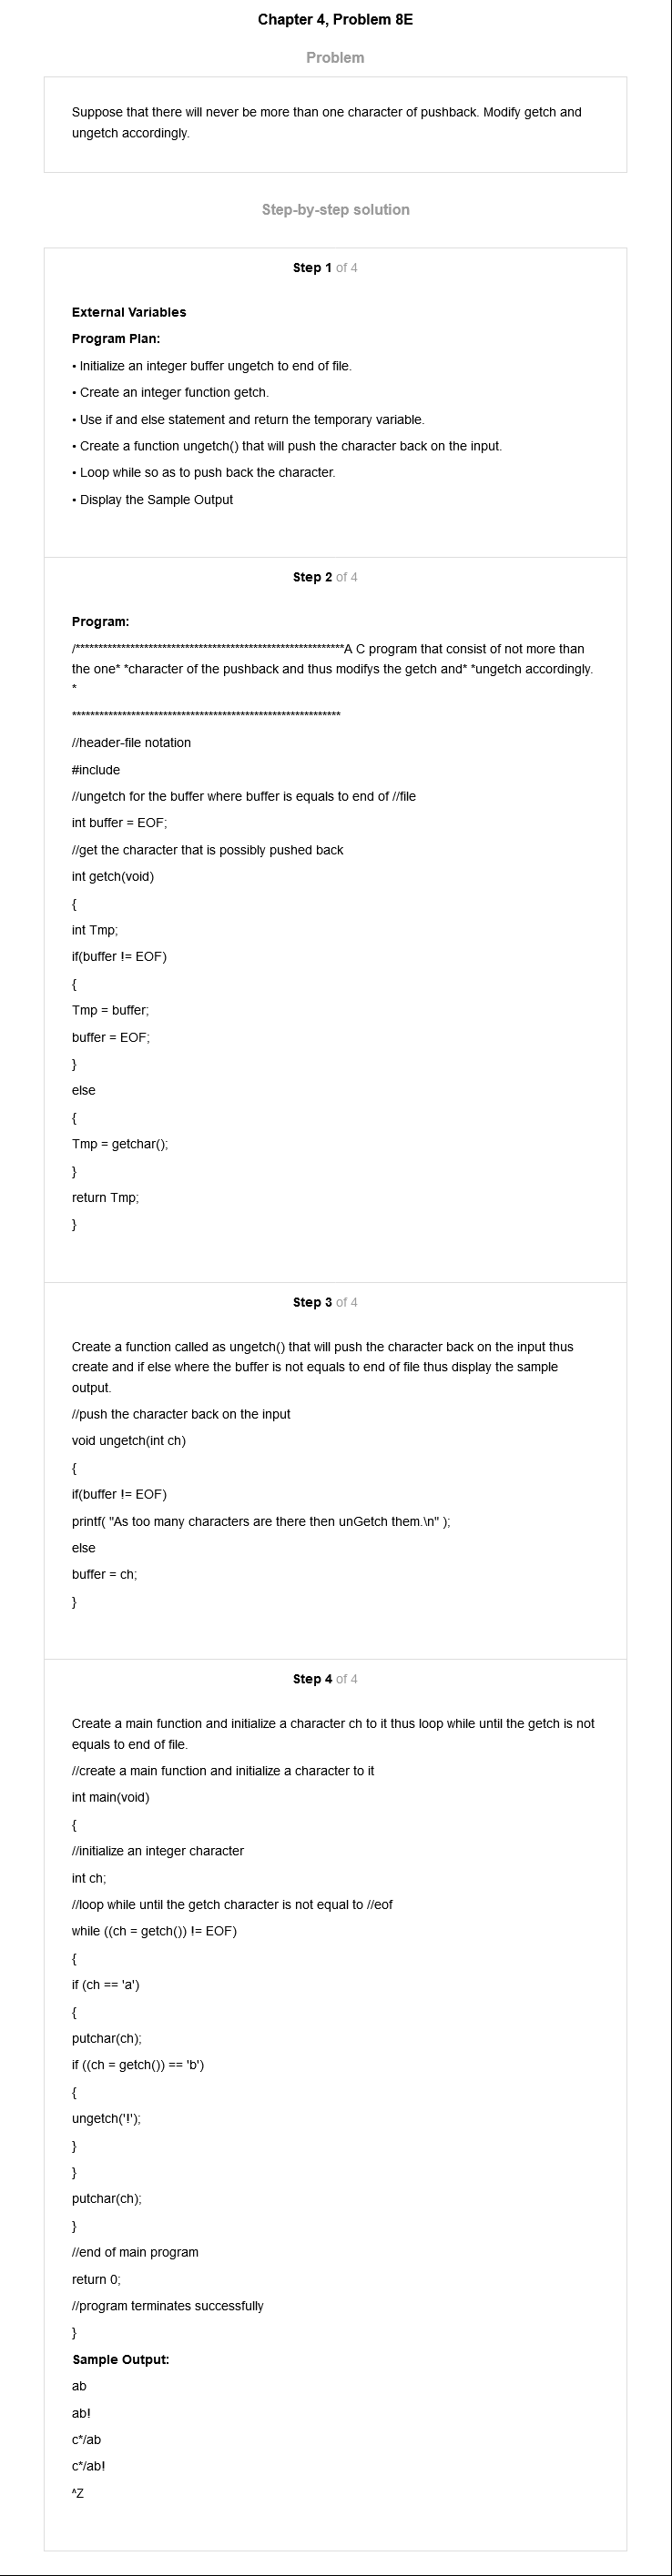 Chapter 4, Problem 8E
Problem
Suppose that there will never be more than one character of pushback. Modify getch and
ungetch accordingly.
Step-by-step solution
Step 1 of 4
External Variables
Program Plan:
• Initialize an integer buffer ungetch to end of file.
• Create an integer function getch.
• Use if and else statement and return the temporary variable.
• Create a function ungetch() that will push the character back on the input.
• Loop while so as to push back the character.
• Display the Sample Output
Step 2 of 4
Program:
/***********************************************************A C program that consist of not more than
the one* *character of the pushback and thus modifys the getch and* *ungetch accordingly.
*
***********************************************************
//header-file notation
#include
//ungetch for the buffer where buffer is equals to end of //file
int buffer = EOF;
//get the character that is possibly pushed back
int getch(void)
{
int Tmp;
if(buffer != EOF)
{
Tmp = buffer;
buffer = EOF;
}
else
{
Tmp = getchar();
}
return Tmp;
}
Step 3 of 4
Create a function called as ungetch() that will push the character back on the input thus
create and if else where the buffer is not equals to end of file thus display the sample
output.
//push the character back on the input
void ungetch(int ch)
{
if(buffer != EOF)
printf( "As too many characters are there then unGetch them.\n" );
else
buffer = ch;
}
Step 4 of 4
Create a main function and initialize a character ch to it thus loop while until the getch is not
equals to end of file.
//create a main function and initialize a character to it
int main(void)
{
//initialize an integer character
int ch;
//loop while until the getch character is not equal to //eof
while ((ch = getch()) != EOF)
{
if (ch == 'a')
{
putchar(ch);
if ((ch = getch()) == 'b')
{
ungetch('!');
}
}
putchar(ch);
}
//end of main program
return 0;
//program terminates successfully
}
Sample Output:
ab
ab!
c*/ab
c*/ab!
^Z